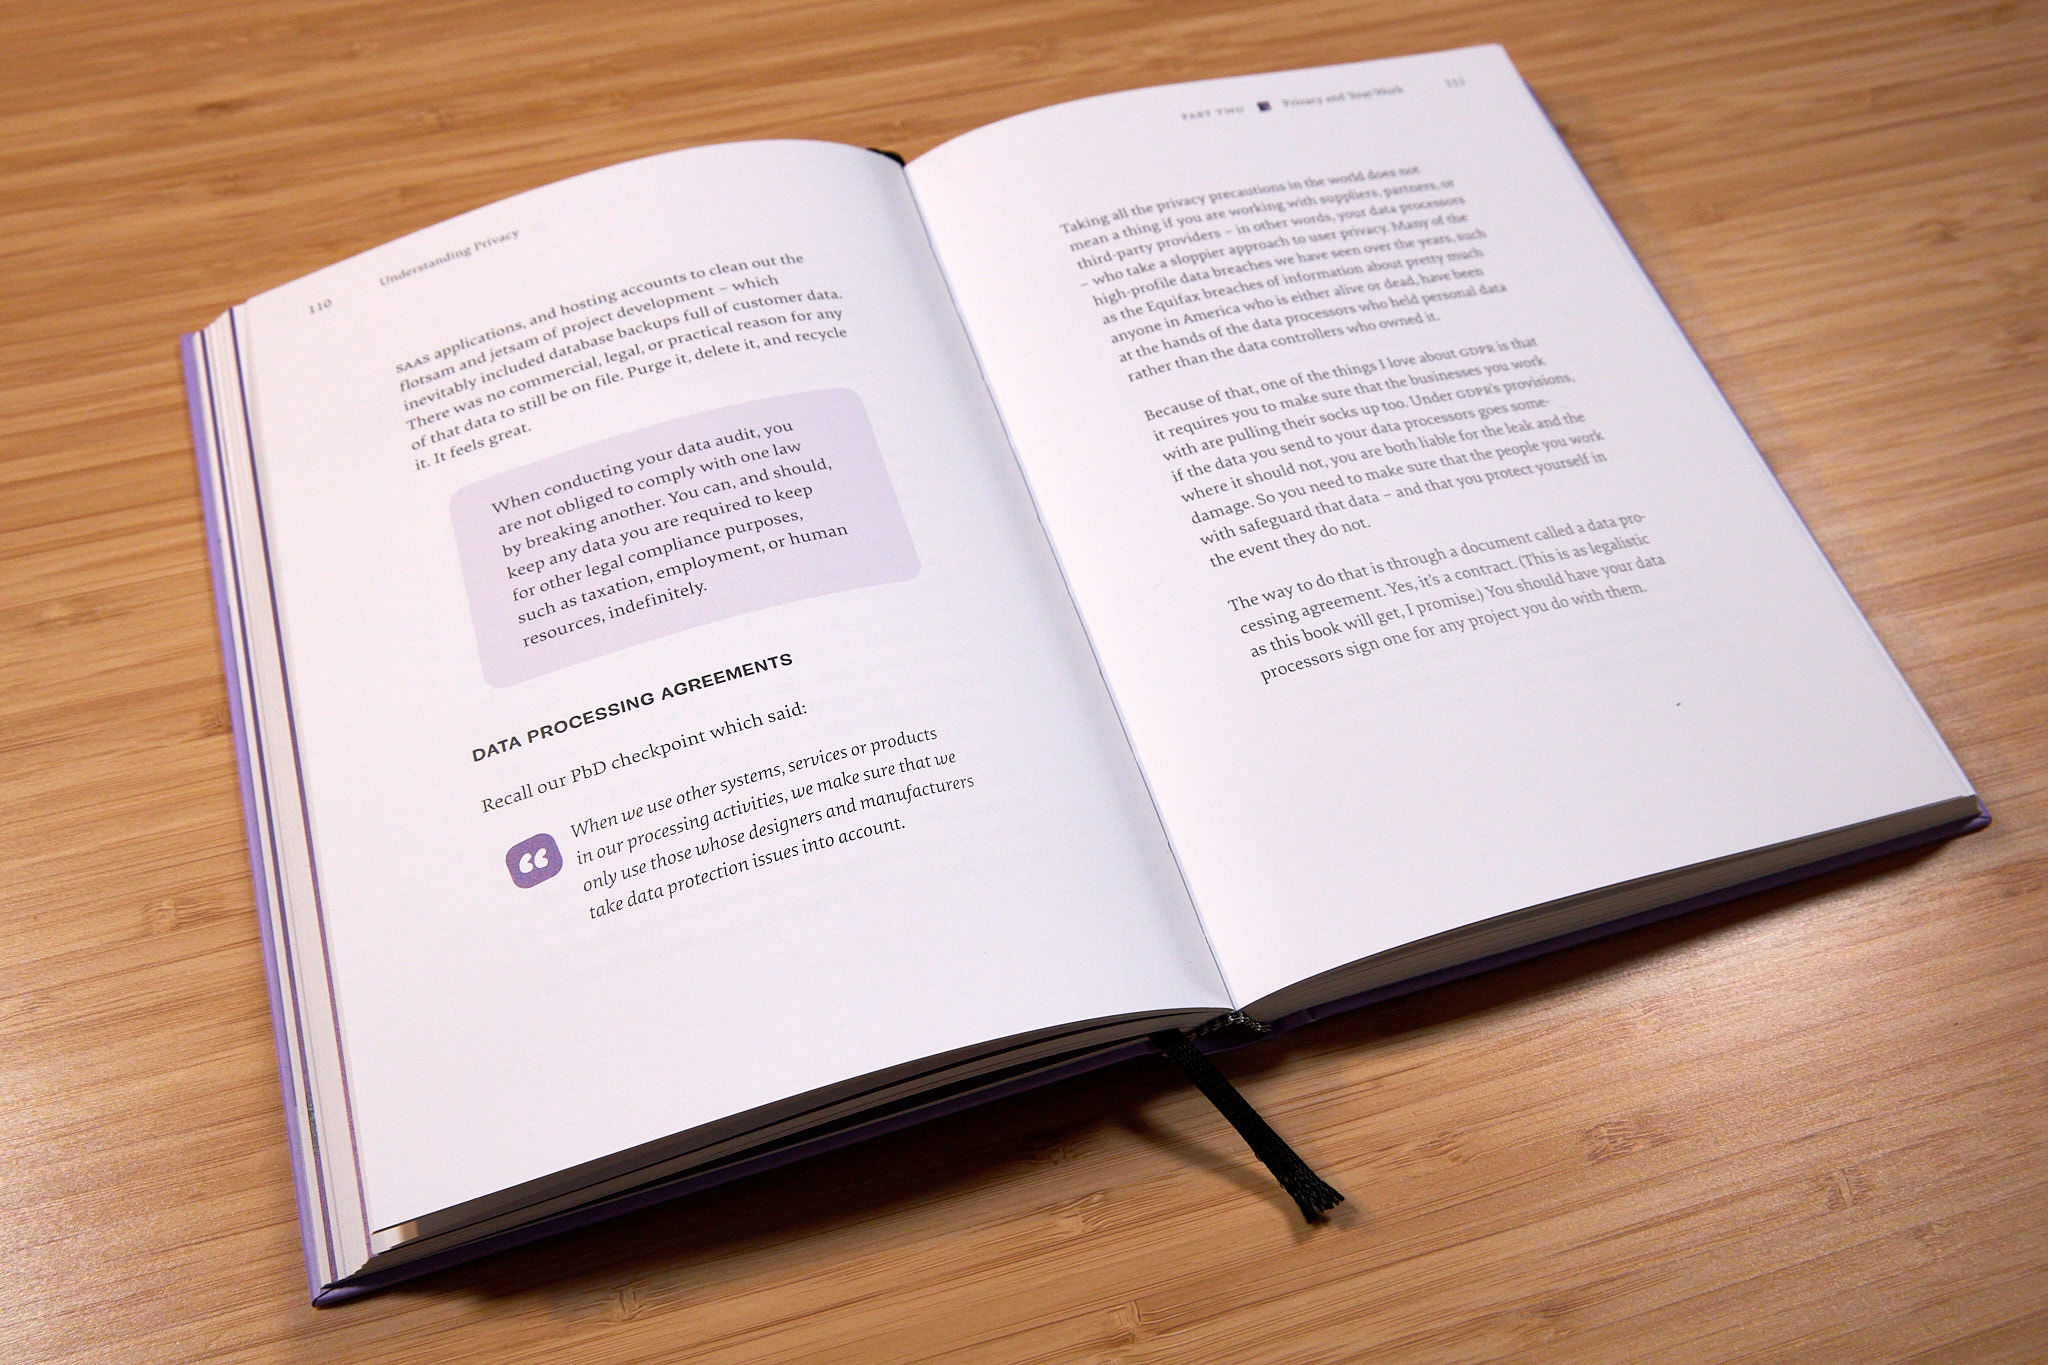 110
Understanding Privacy
SAAS applications, and hosting accounts to clean out the
flotsam and jetsam of project development – which
inevitably included database backups full of customer data.
There was no commercial, legal, or practical reason for any
of that data to still be on file. Purge it, delete it, and recycle
it. It feels great.
When conducting your data audit, you
are not obliged to comply with one law
by breaking another. You can, and should,
keep any data you are required to keep
for other legal compliance purposes,
such as taxation, employment, or human
resources, indefinitely.
DATA PROCESSING AGREEMENTS
Recall our PbD checkpoint which said:
When we use other systems, services or products
in our processing activities, we make sure that we
only use those whose designers and manufacturers
take data protection issues into account.
PART TWO Privacy and Your Work
111
Taking all the privacy precautions in the world does not
mean a thing if you are working with suppliers, partners, or
third-party providers – in other words, your data processors
– who take a sloppier approach to user privacy. Many of the
high-profile data breaches we have seen over the years, such
as the Equifax breaches of information about pretty much
anyone in America who is either alive or dead, have been
at the hands of the data processors who held personal data
rather than the data controllers who owned it.
Because of that, one of the things I love about GDPR is that
it requires you to make sure that the businesses you work
with are pulling their socks up too. Under GDPR's provisions,
if the data you send to your data processors goes some-
where it should not, you are both liable for the leak and the
damage. So you need to make sure that the people you work
with safeguard that data – and that you protect yourself in
the event they do not.
The way to do that is through a document called a data pro-
cessing agreement. Yes, it's a contract. (This is as legalistic
as this book will get, I promise.) You should have your data
processors sign one for any project you do with them.